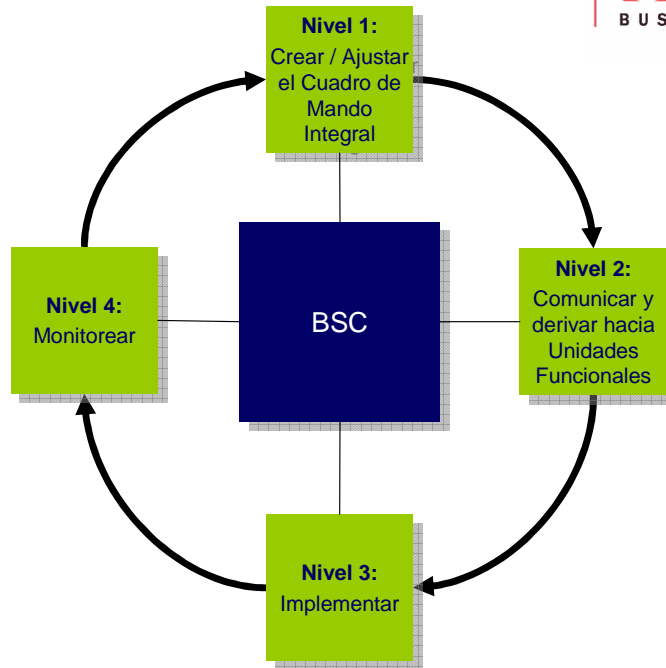 BUS
Nivel 1:
Crear / Ajustar
el Cuadro de
Mando
Integral
Nivel 2:
Comunicar y
derivar hacia
Unidades
Funcionales
BSC
Nivel 4:
Monitorear
Nivel 3:
Implementar